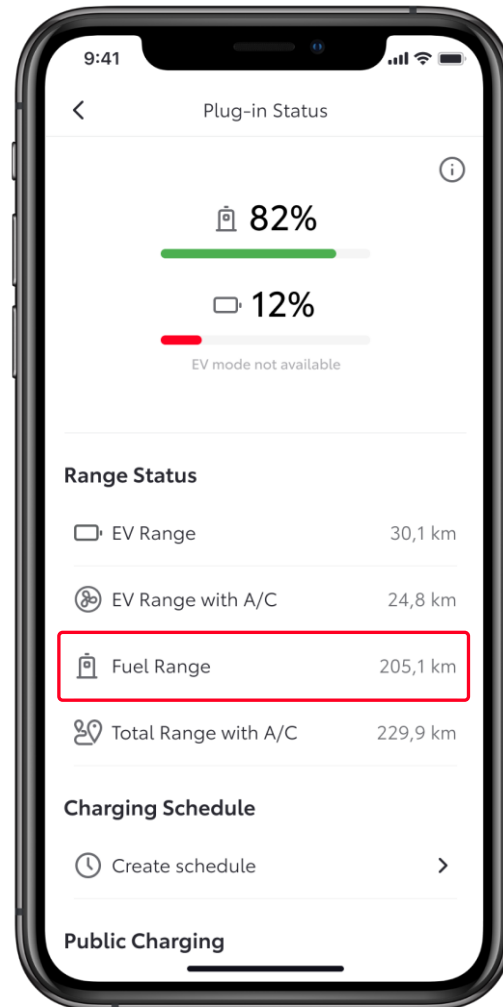 9:41
Plug-in Status
82%
12%
EV mode not available
Range Status
EV Range 30,1 km
EV Range with A/C 24,8 km
Fuel Range 205,1 km
Total Range with A/C 229,9 km
Charging Schedule
Create schedule
Public Charging